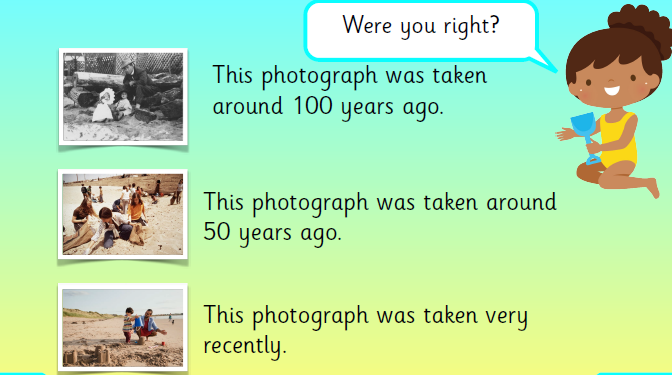 Were you right?
This photograph was taken
around 100 years ago.
This photograph was taken around
50 years ago.
This photograph was taken very
recently.